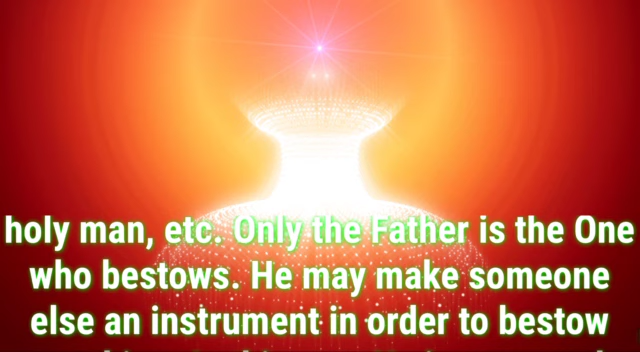 holy man, etc. Only the Father is the One
who bestows. He may make someone
else an instrument in order to bestow